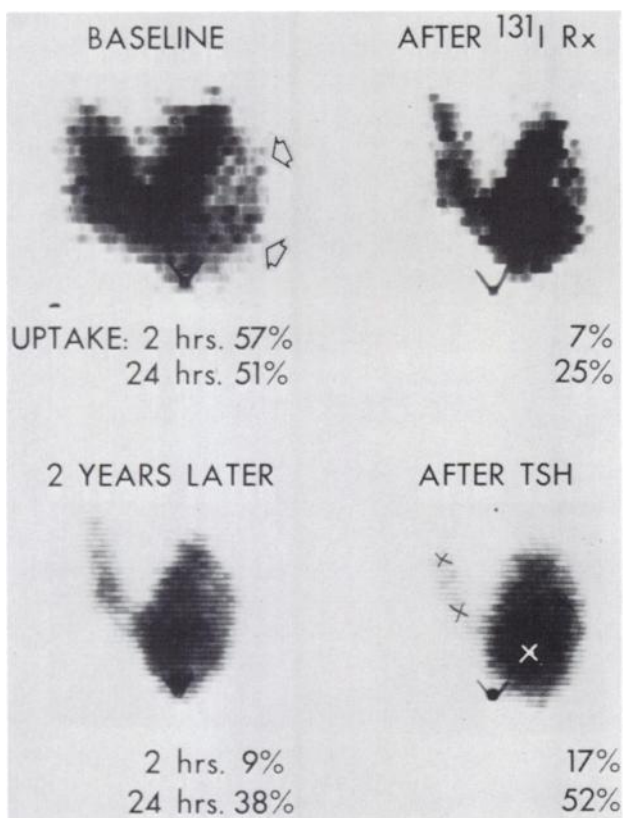 BASELINE
AFTER 131I Rx
UPTAKE: 2 hrs. 57%
24 hrs. 51%
7%
25%
2 YEARS LATER
AFTER TSH
2 hrs. 9%
24 hrs. 38%
17%
52%